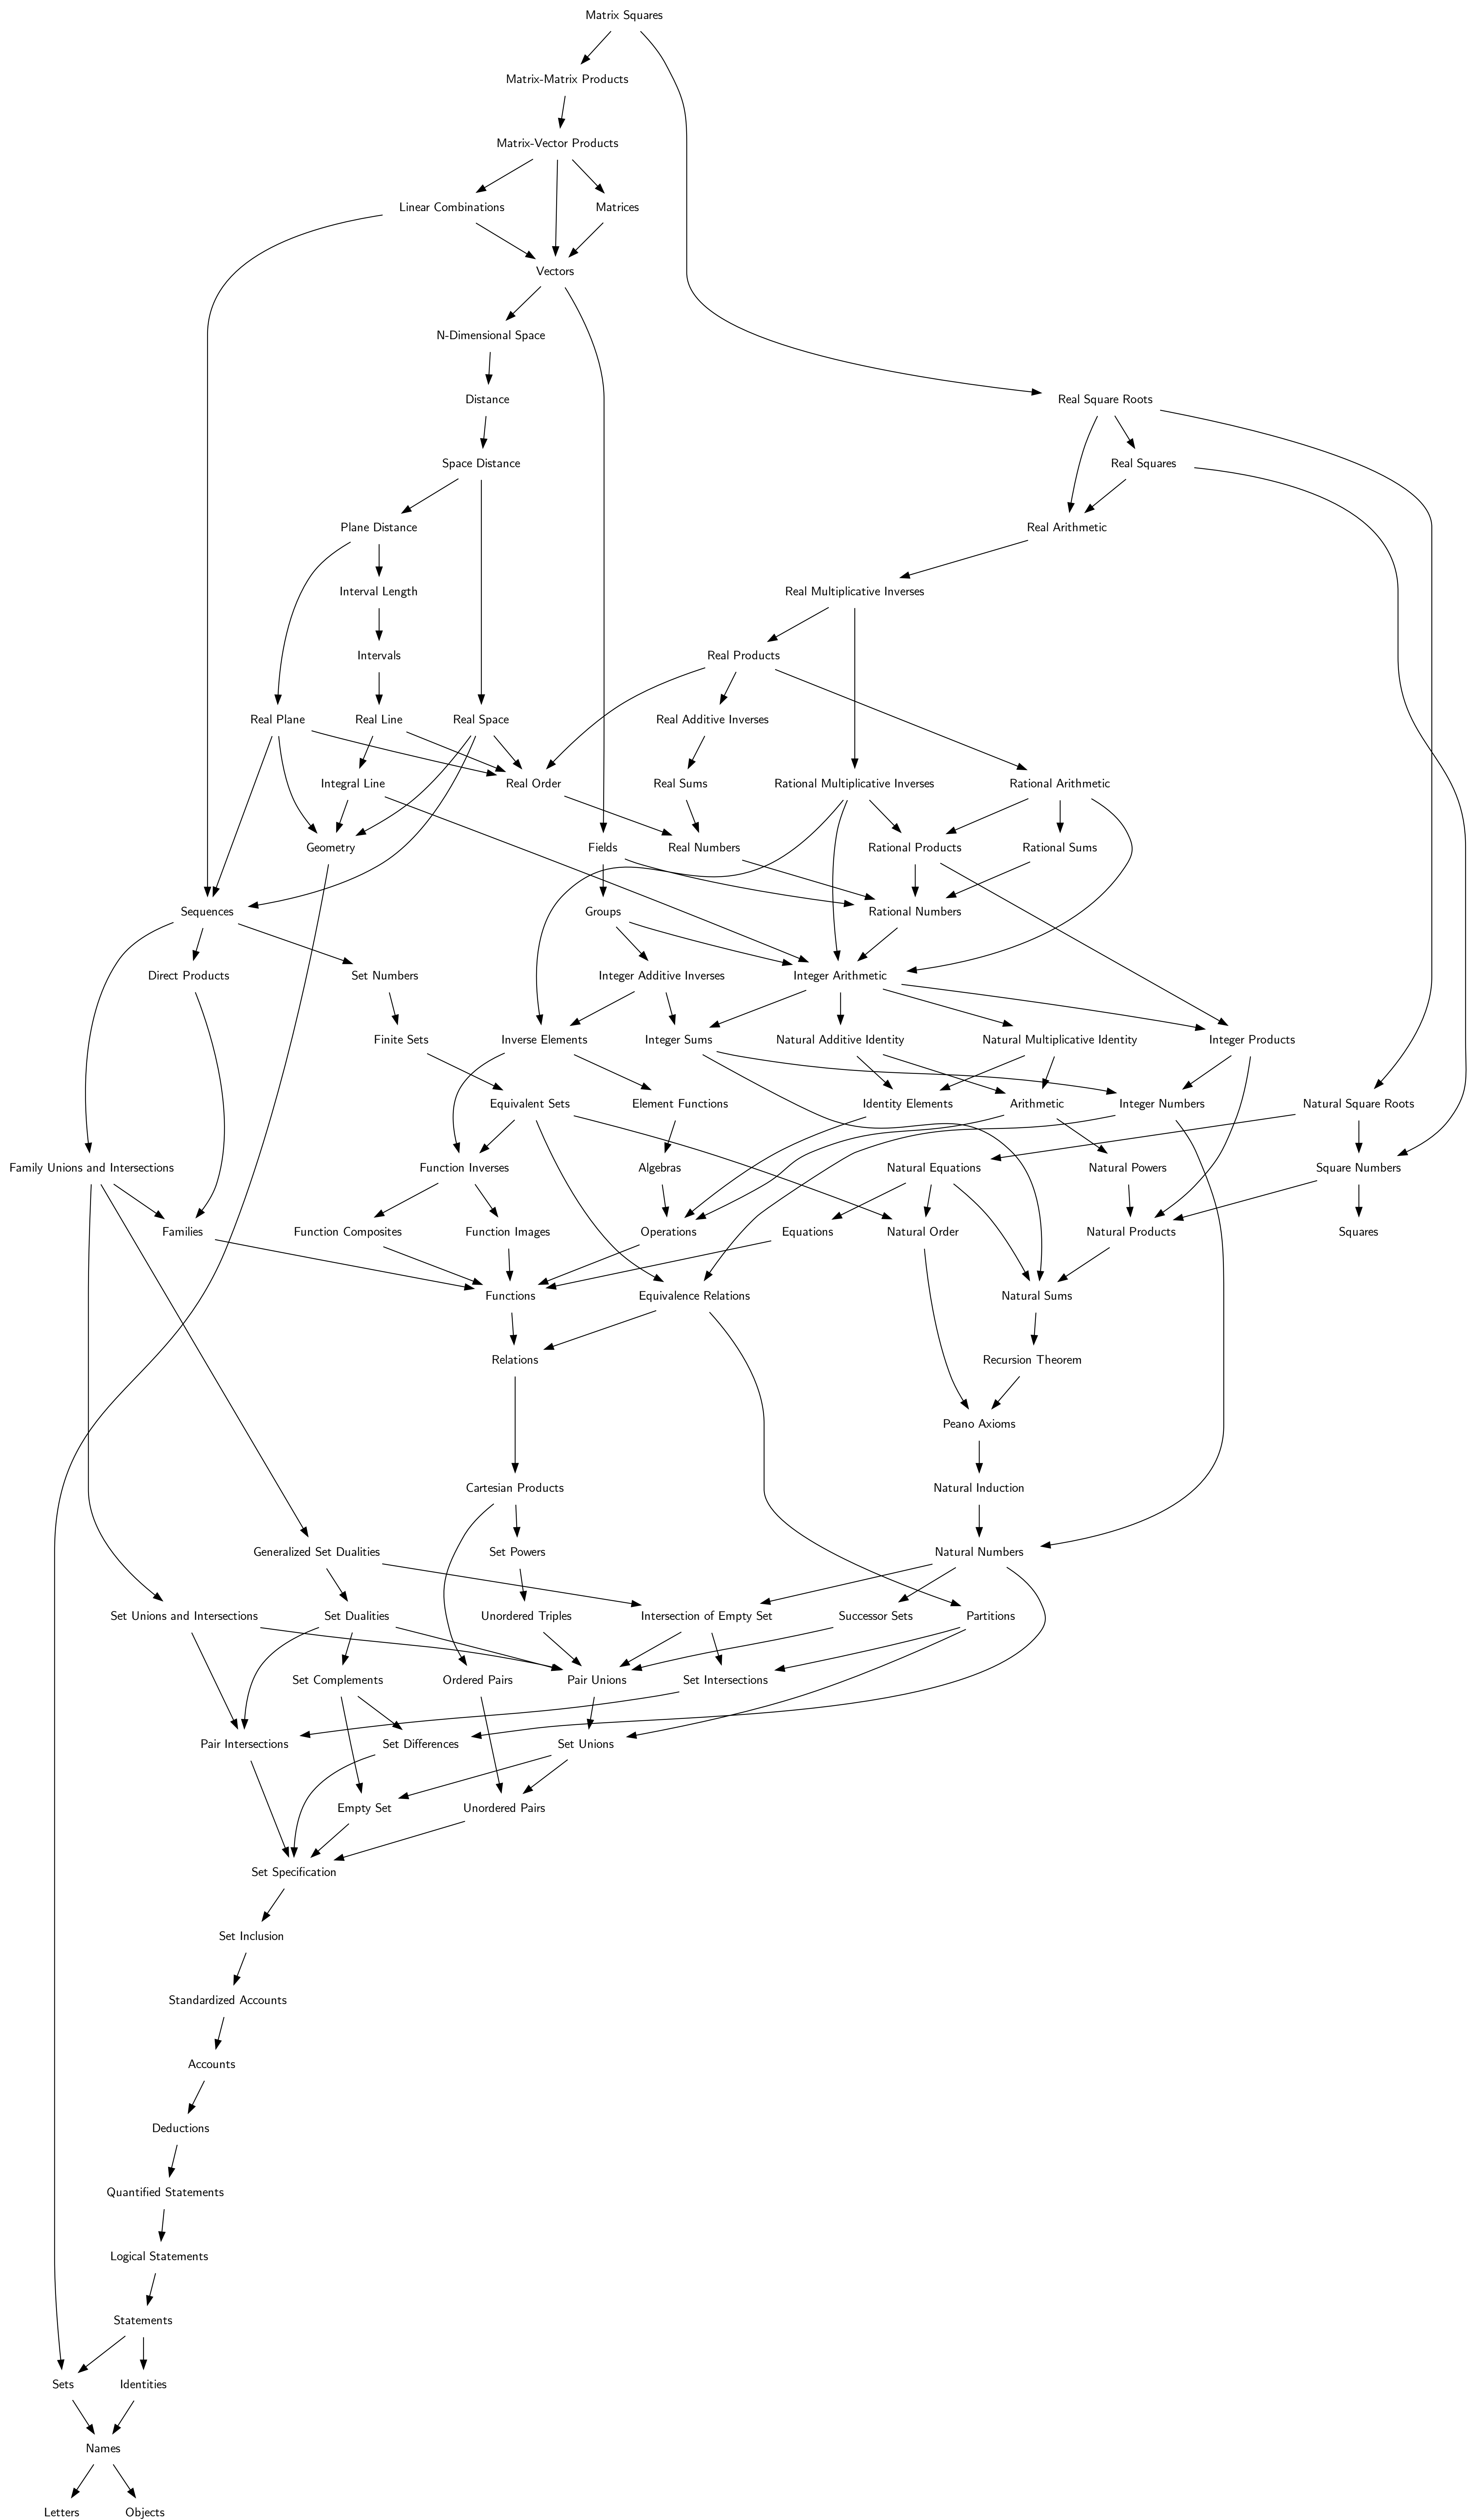 Matrix Squares
Matrix-Matrix Products
Matrix-Vector Products
Linear Combinations
Matrices
Vectors
N-Dimensional Space
Distance
Real Square Roots
Space Distance
Real Squares
Plane Distance
Real Arithmetic
Interval Length
Real Multiplicative Inverses
Intervals
Real Products
Real Plane
Real Line
Real Space
Real Additive Inverses
Integral Line
Real Order
Real Sums
Rational Multiplicative Inverses
Rational Arithmetic
Geometry
Fields
Real Numbers
Rational Products
Rational Sums
Sequences
Groups
Rational Numbers
Direct Products
Set Numbers
Integer Additive Inverses
Integer Arithmetic
Finite Sets
Inverse Elements
Integer Sums
Natural Additive Identity
Natural Multiplicative Identity
Integer Products
Equivalent Sets
Element Functions
Identity Elements
Arithmetic
Integer Numbers
Natural Square Roots
Family Unions and Intersections
Function Inverses
Algebras
Natural Equations
Natural Powers
Square Numbers
Families
Function Composites
Function Images
Operations
Equations
Natural Order
Natural Products
Squares
Functions
Equivalence Relations
Natural Sums
Relations
Recursion Theorem
Peano Axioms
Cartesian Products
Natural Induction
Generalized Set Dualities
Set Powers
Natural Numbers
Set Unions and Intersections
Set Dualities
Unordered Triples
Intersection of Empty Set
Successor Sets
Partitions
Set Complements
Ordered Pairs
Pair Unions
Set Intersections
Pair Intersections
Set Differences
Set Unions
Empty Set
Unordered Pairs
Set Specification
Set Inclusion
Standardized Accounts
Accounts
Deductions
Quantified Statements
Logical Statements
Statements
Sets
Identities
Names
Letters
Objects